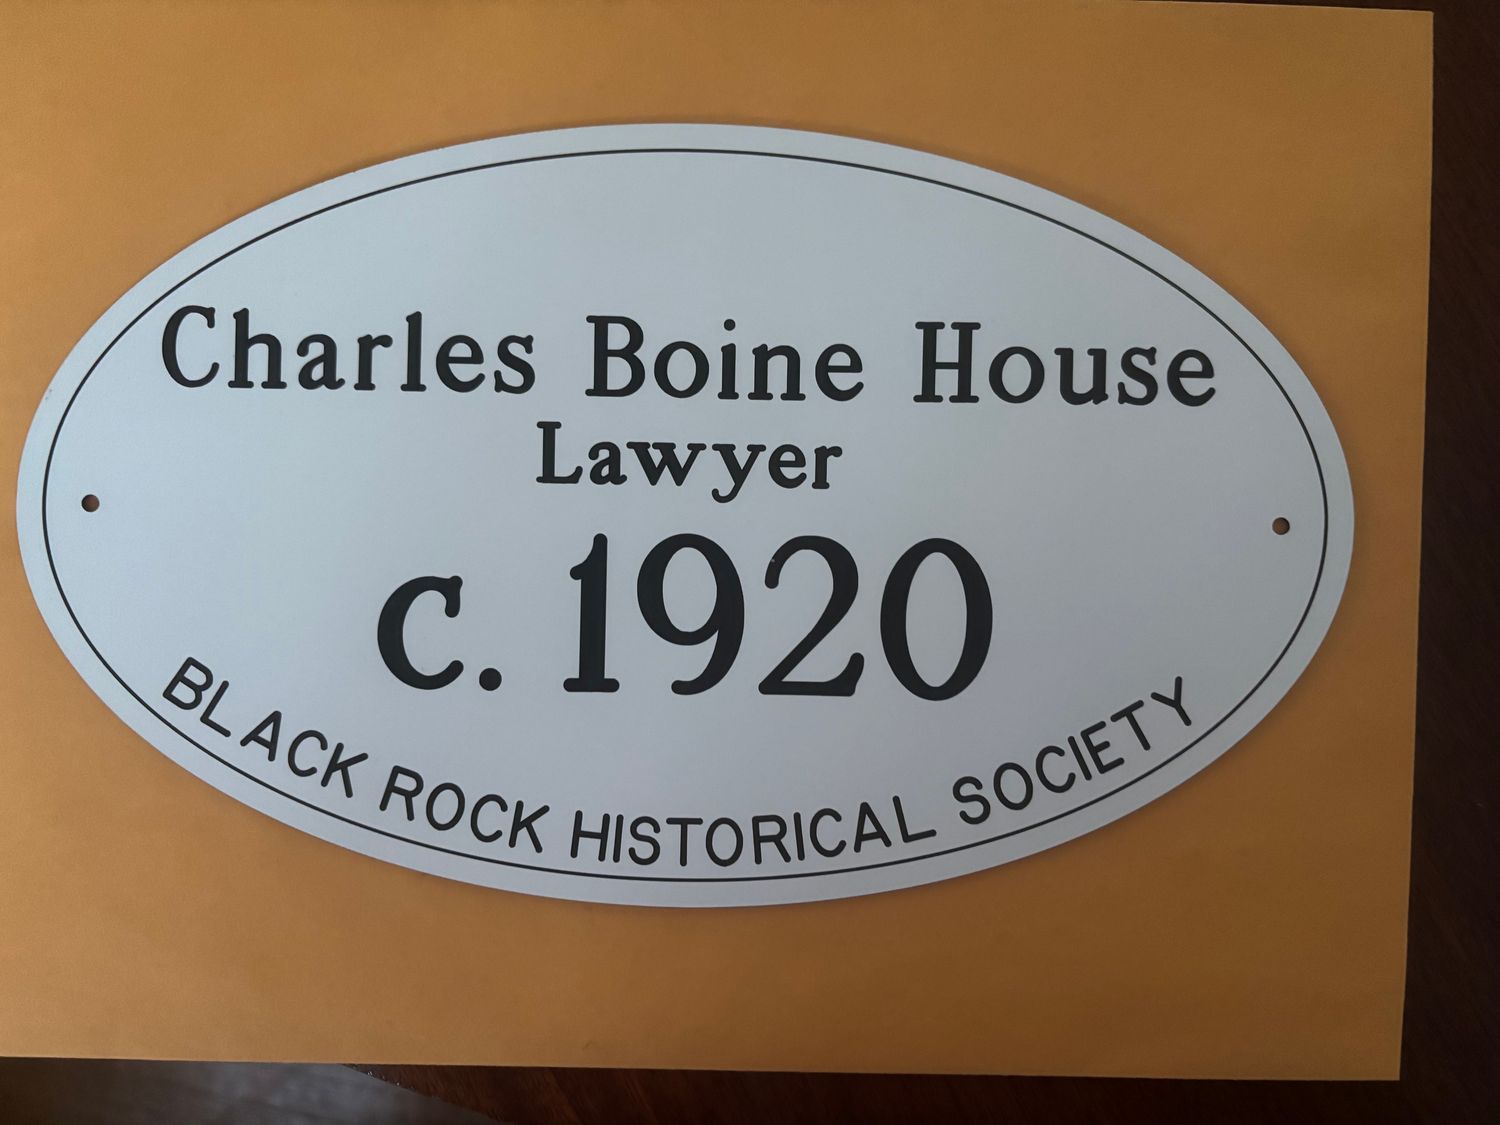 Charles Boine House
Lawyer
c. 1920
BLACK ROCK HISTORICAL SOCIETY